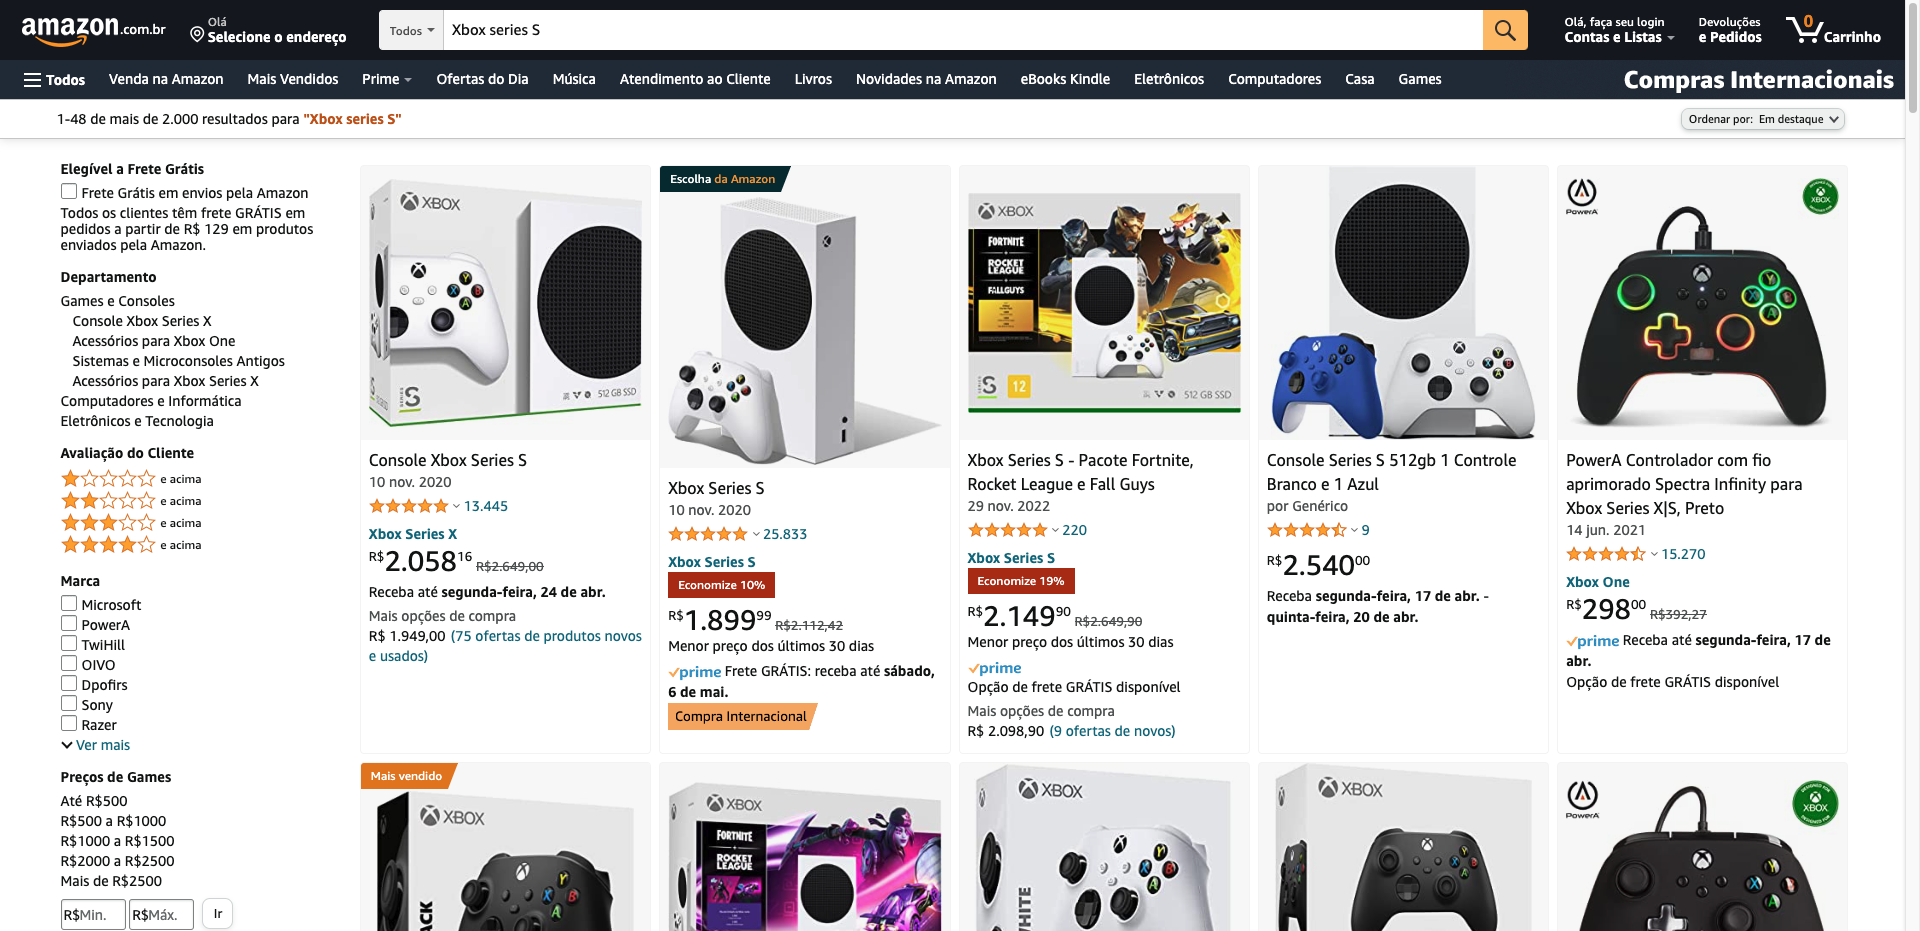 amazon.com.br
Olá
Selecione o endereço
Todos
Xbox series S
Olá, faça seu login
Contas e Listas
Devoluções
e Pedidos
0
Carrinho
Todos
Venda na Amazon
Mais Vendidos
Prime
Ofertas do Dia
Música
Atendimento ao Cliente
Livros
Novidades na Amazon
eBooks Kindle
Eletrônicos
Computadores
Casa
Games
Compras Internacionais
1-48 de mais de 2.000 resultados para "Xbox series S"
Ordenar por: Em destaque
Elegível a Frete Grátis
Frete Grátis em envios pela Amazon
Todos os clientes têm frete GRÁTIS em
pedidos a partir de R$ 129 em produtos
enviados pela Amazon.
Departamento
Games e Consoles
Console Xbox Series X
Acessórios para Xbox One
Sistemas e Microconsoles Antigos
Acessórios para Xbox Series X
Computadores e Informática
Eletrônicos e Tecnologia
Avaliação do Cliente
e acima
e acima
e acima
e acima
Marca
Microsoft
PowerA
TwiHill
OIVO
Dpofirs
Sony
Razer
Ver mais
Preços de Games
Até R$500
R$500 a R$1000
R$1000 a R$1500
R$2000 a R$2500
Mais de R$2500
R$Min.
R$Máx.
Ir
XBOX
Y
X
B
A
SERIES
S
512 GB SSD
Console Xbox Series S
10 nov. 2020
13.445
Xbox Series X
R$2.05816 R$2.649,00
Receba até segunda-feira, 24 de abr.
Mais opções de compra
R$ 1.949,00 (75 ofertas de produtos novos
e usados)
Escolha da Amazon
Xbox Series S
10 nov. 2020
25.833
Xbox Series S
Economize 10%
R$1.89999 R$2.112,42
Menor preço dos últimos 30 dias
prime Frete GRÁTIS: receba até sábado,
6 de mai.
Compra Internacional
XBOX
FORTNITE
ROCKET
LEAGUE
FALL GUYS
SERIES
S
12
512 GB SSD
Xbox Series S - Pacote Fortnite,
Rocket League e Fall Guys
29 nov. 2022
220
Xbox Series S
Economize 19%
R$2.14990 R$2.649,90
Menor preço dos últimos 30 dias
prime
Opção de frete GRÁTIS disponível
Mais opções de compra
R$ 2.098,90 (9 ofertas de novos)
Console Series S 512gb 1 Controle
Branco e 1 Azul
por Genérico
9
R$2.54000
Receba segunda-feira, 17 de abr. -
quinta-feira, 20 de abr.
PowerA
DESIGNED FOR
XBOX
Y
X
B
A
PowerA Controlador com fio
aprimorado Spectra Infinity para
Xbox Series X|S, Preto
14 jun. 2021
15.270
Xbox One
R$29800 R$392,27
prime Receba até segunda-feira, 17 de
abr.
Opção de frete GRÁTIS disponível
Mais vendido
XBOX
Y
X
B
A
XBOX
FORTNITE
ROCKET
LEAGUE
XBOX
Y
X
B
A
WHITE
XBOX
Y
X
B
A
PowerA
DESIGNED FOR
XBOX
Y
X
B
A